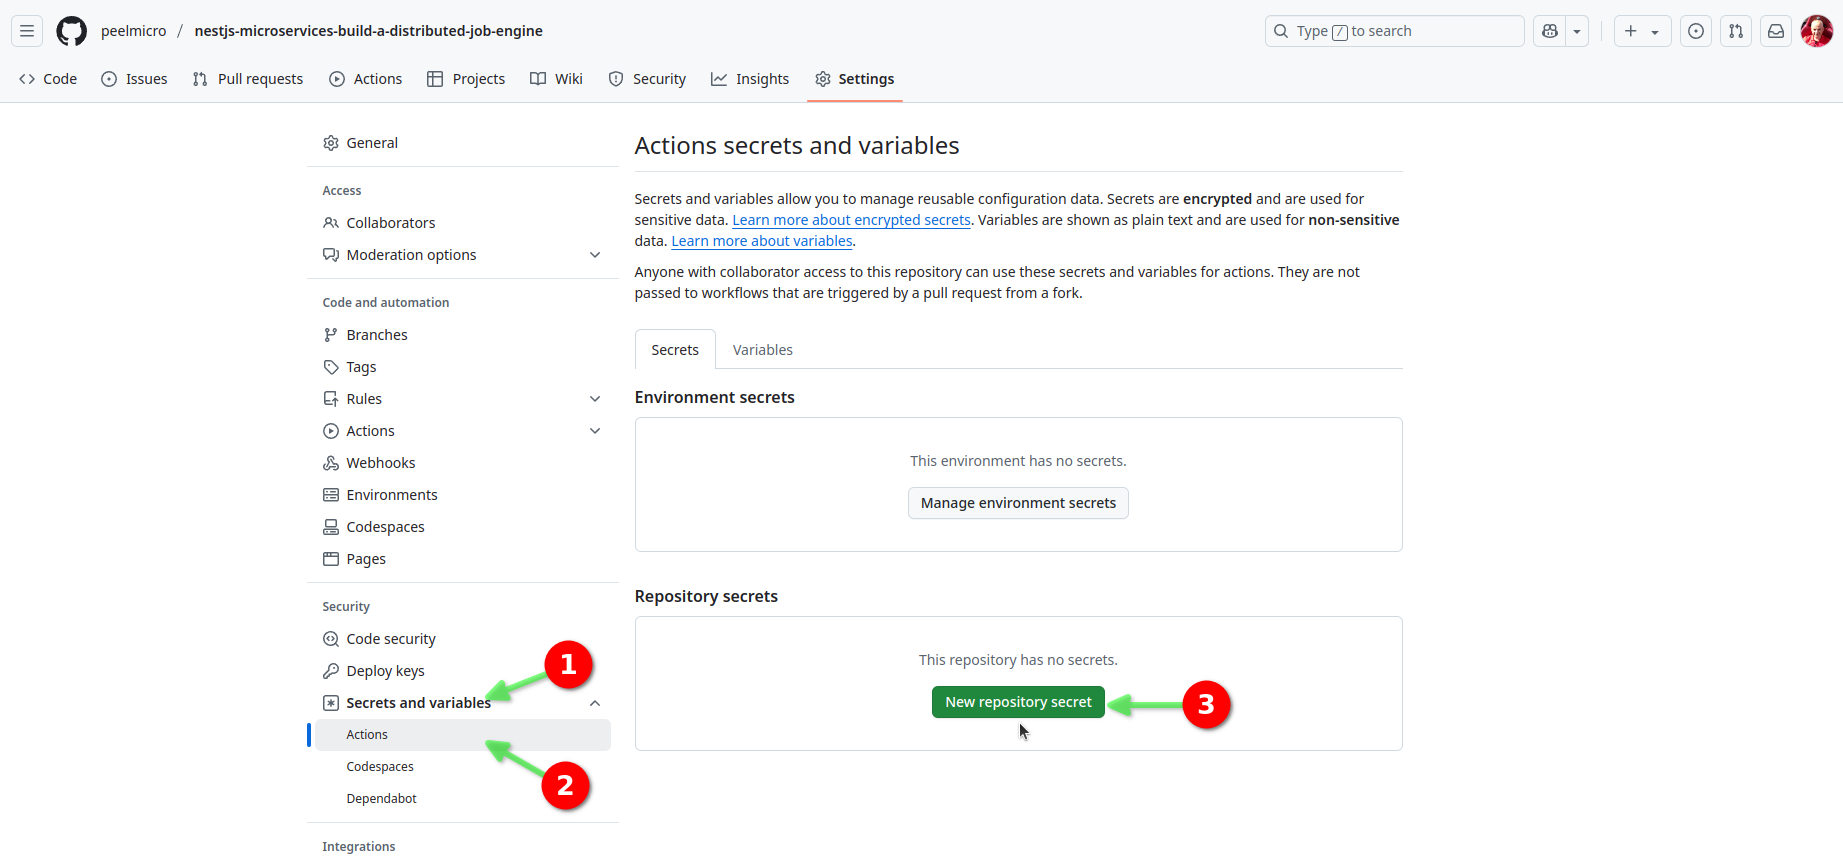 peelmicro / nestjs-microservices-build-a-distributed-job-engine
Type / to search
Code Issues Pull requests Actions Projects Wiki Security Insights Settings
General
Access
Collaborators
Moderation options
Code and automation
Branches
Tags
Rules
Actions
Webhooks
Environments
Codespaces
Pages
Security
Code security
Deploy keys
Secrets and variables
1
Actions
2
Codespaces
Dependabot
Integrations
Actions secrets and variables
Secrets and variables allow you to manage reusable configuration data. Secrets are encrypted and are used for
sensitive data. Learn more about encrypted secrets. Variables are shown as plain text and are used for non-sensitive
data. Learn more about variables.
Anyone with collaborator access to this repository can use these secrets and variables for actions. They are not
passed to workflows that are triggered by a pull request from a fork.
Secrets Variables
Environment secrets
This environment has no secrets.
Manage environment secrets
Repository secrets
This repository has no secrets.
New repository secret
3